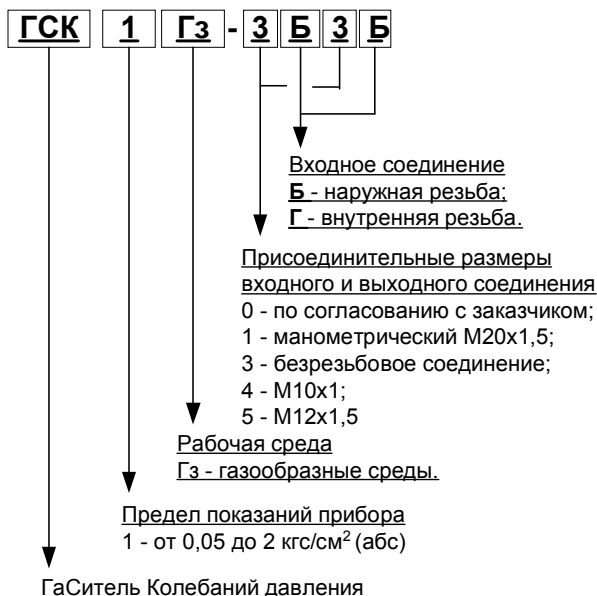 ГСК 1 Гз - 3 Б 3 Б
Входное соединение
Б - наружная резьба;
Г - внутренняя резьба.
Присоединительные размеры
входного и выходного соединения
0 - по согласованию с заказчиком;
1 - манометрический М20х1,5;
3 - безрезьбовое соединение;
4 - М10х1;
5 - М12х1,5
Рабочая среда
Гз - газообразные среды.
Предел показаний прибора
1 - от 0,05 до 2 кгс/см² (абс)
ГаСитель Колебаний давления